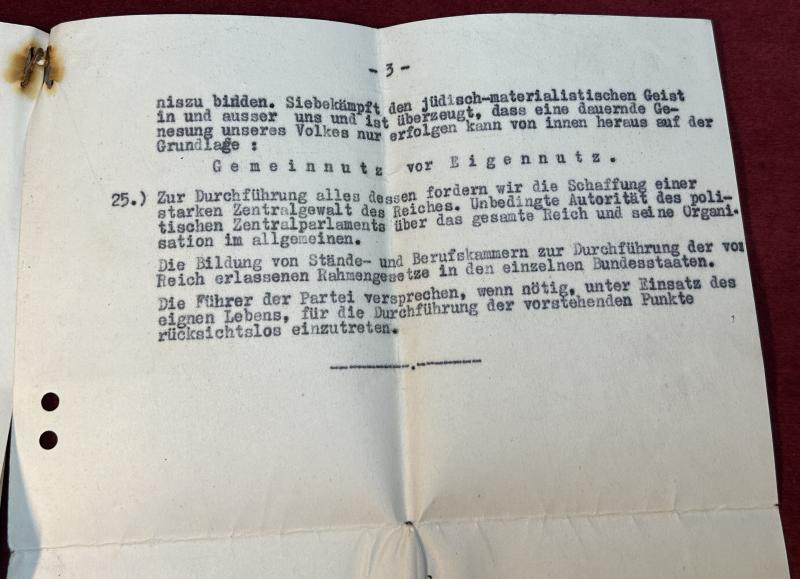 - 3 -
niszu binden. Siebekämpft den jüdisch-materialistischen Geist
in und ausser uns und ist überzeugt, dass eine dauernde Ge-
nesung unseres Volkes nur erfolgen kann von innen heraus auf der
Grundlage :
G e m e i n n u t z vor E i g e n n u t z .
25.) Zur Durchführung alles dessen fordern wir die Schaffung einer
starken Zentralgewalt des Reiches. Unbedingte Autorität des poli-
tischen Zentralparlaments über das gesamte Reich und seine Organi-
sation im allgemeinen.
Die Bildung von Stände- und Berufskammern zur Durchführung der vom
Reich erlassenen Rahmengesetze in den einzelnen Bundesstaaten.
Die Führer der Partei versprechen, wenn nötig, unter Einsatz des
eignen Lebens, für die Durchführung der vorstehenden Punkte
rücksichtslos einzutreten.